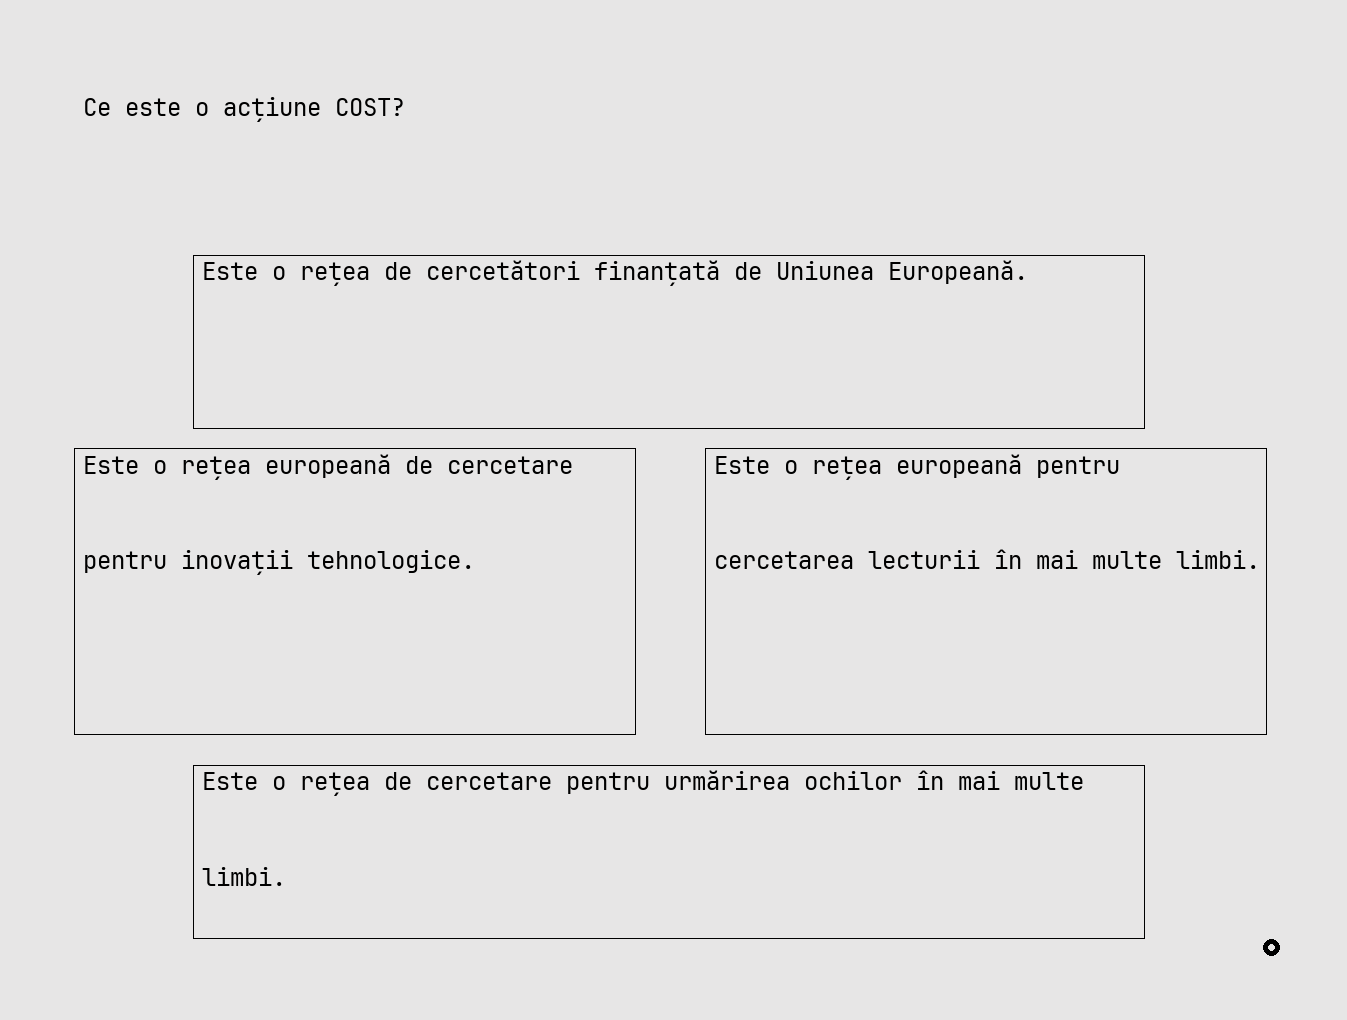 Ce este o acțiune COST?
Este o rețea de cercetători finanțată de Uniunea Europeană.
Este o rețea europeană de cercetare
pentru inovații tehnologice.
Este o rețea europeană pentru
cercetarea lecturii în mai multe limbi.
Este o rețea de cercetare pentru urmărirea ochilor în mai multe
limbi.